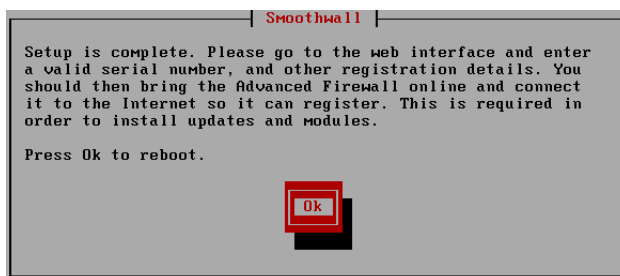 Smoothwall
Setup is complete. Please go to the web interface and enter
a valid serial number, and other registration details. You
should then bring the Advanced Firewall online and connect
it to the Internet so it can register. This is required in
order to install updates and modules.
Press Ok to reboot.
Ok